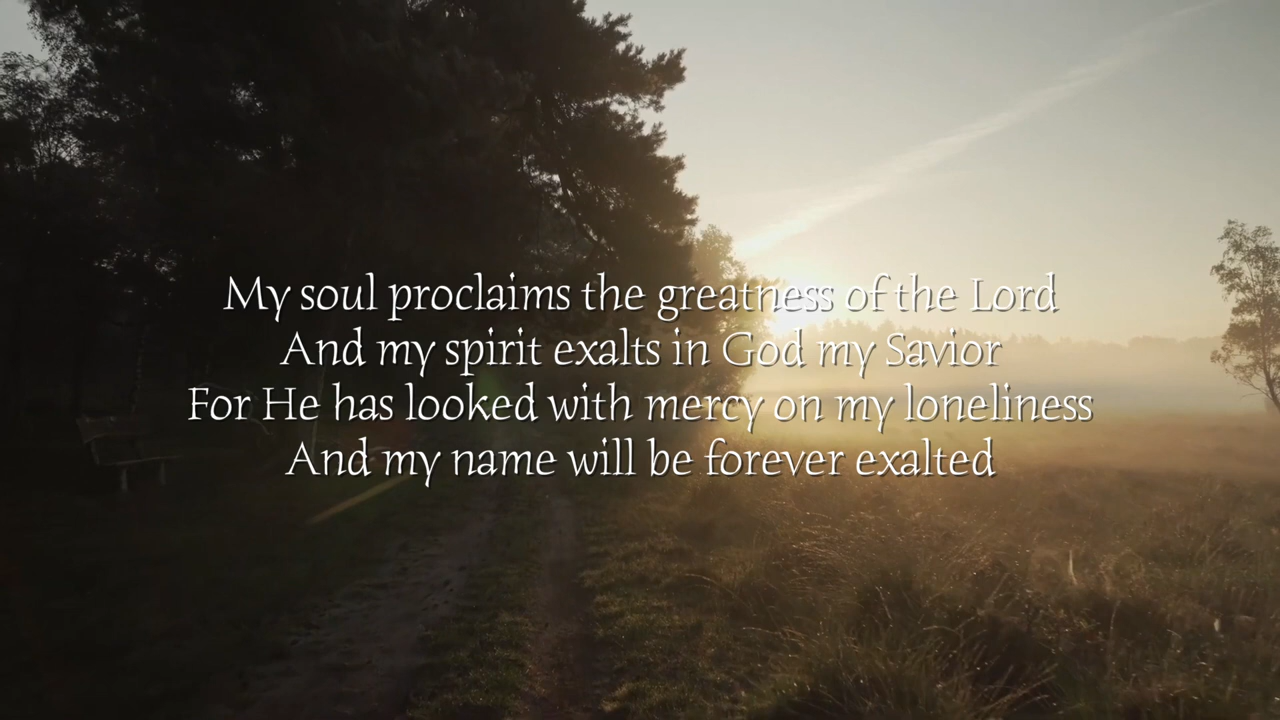 My soul proclaims the greatness of the Lord
And my spirit exalts in God my Savior
For He has looked with mercy on my loneliness
And my name will be forever exalted